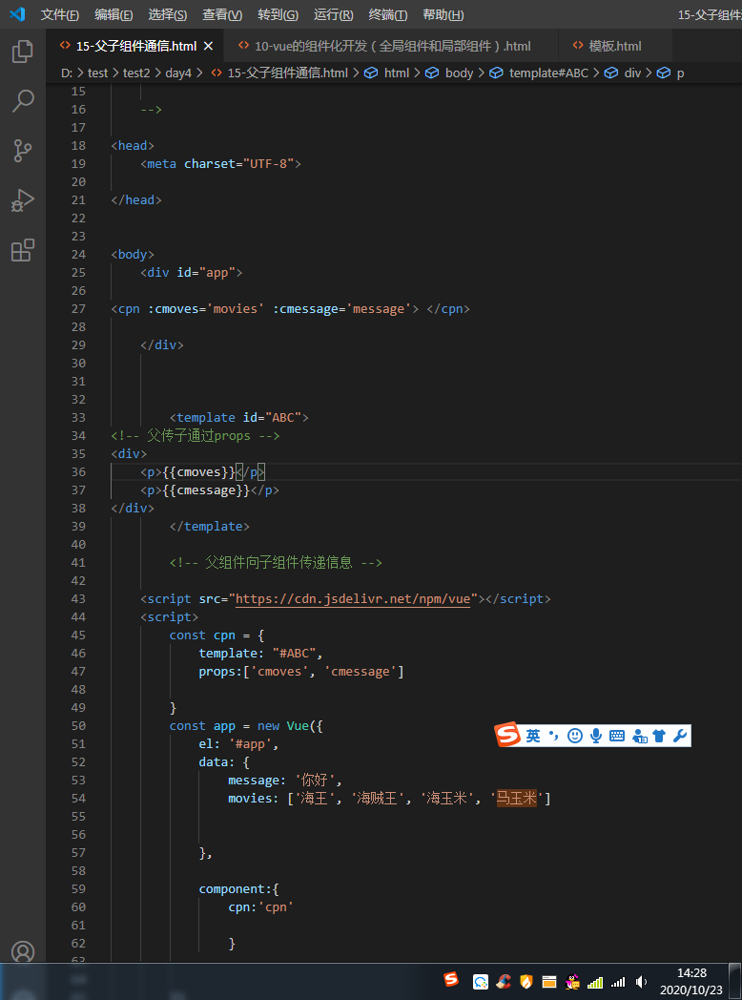 文件(F) 编辑(E) 选择(S) 查看(V) 转到(G) 运行(R) 终端(T) 帮助(H) 15-父子组件
15-父子组件通信.html × 10-vue的组件化开发（全局组件和局部组件）.html 模板.html
D: > test > test2 > day4 > 15-父子组件通信.html > html > body > template#ABC > div > p
15
16 -->
17
18 <head>
19 <meta charset="UTF-8">
20
21 </head>
22
23
24 <body>
25 <div id="app">
26
27 <cpn :cmoves='movies' :cmessage='message'> </cpn>
28
29 </div>
30
31
32
33 <template id="ABC">
34 <!-- 父传子通过props -->
35 <div>
36 <p>{{cmoves}}</p>
37 <p>{{cmessage}}</p>
38 </div>
39 </template>
40
41 <!-- 父组件向子组件传递信息 -->
42
43 <script src="https://cdn.jsdelivr.net/npm/vue"></script>
44 <script>
45 const cpn = {
46 template: "#ABC",
47 props:['cmoves', 'cmessage']
48
49 }
50 const app = new Vue({
51 el: '#app',
52 data: {
53 message: '你好',
54 movies: ['海王', '海贼王', '海玉米', '马玉米']
55
56
57 },
58
59 component:{
60 cpn:'cpn'
61
62 }
63
S 英
14:28
2020/10/23